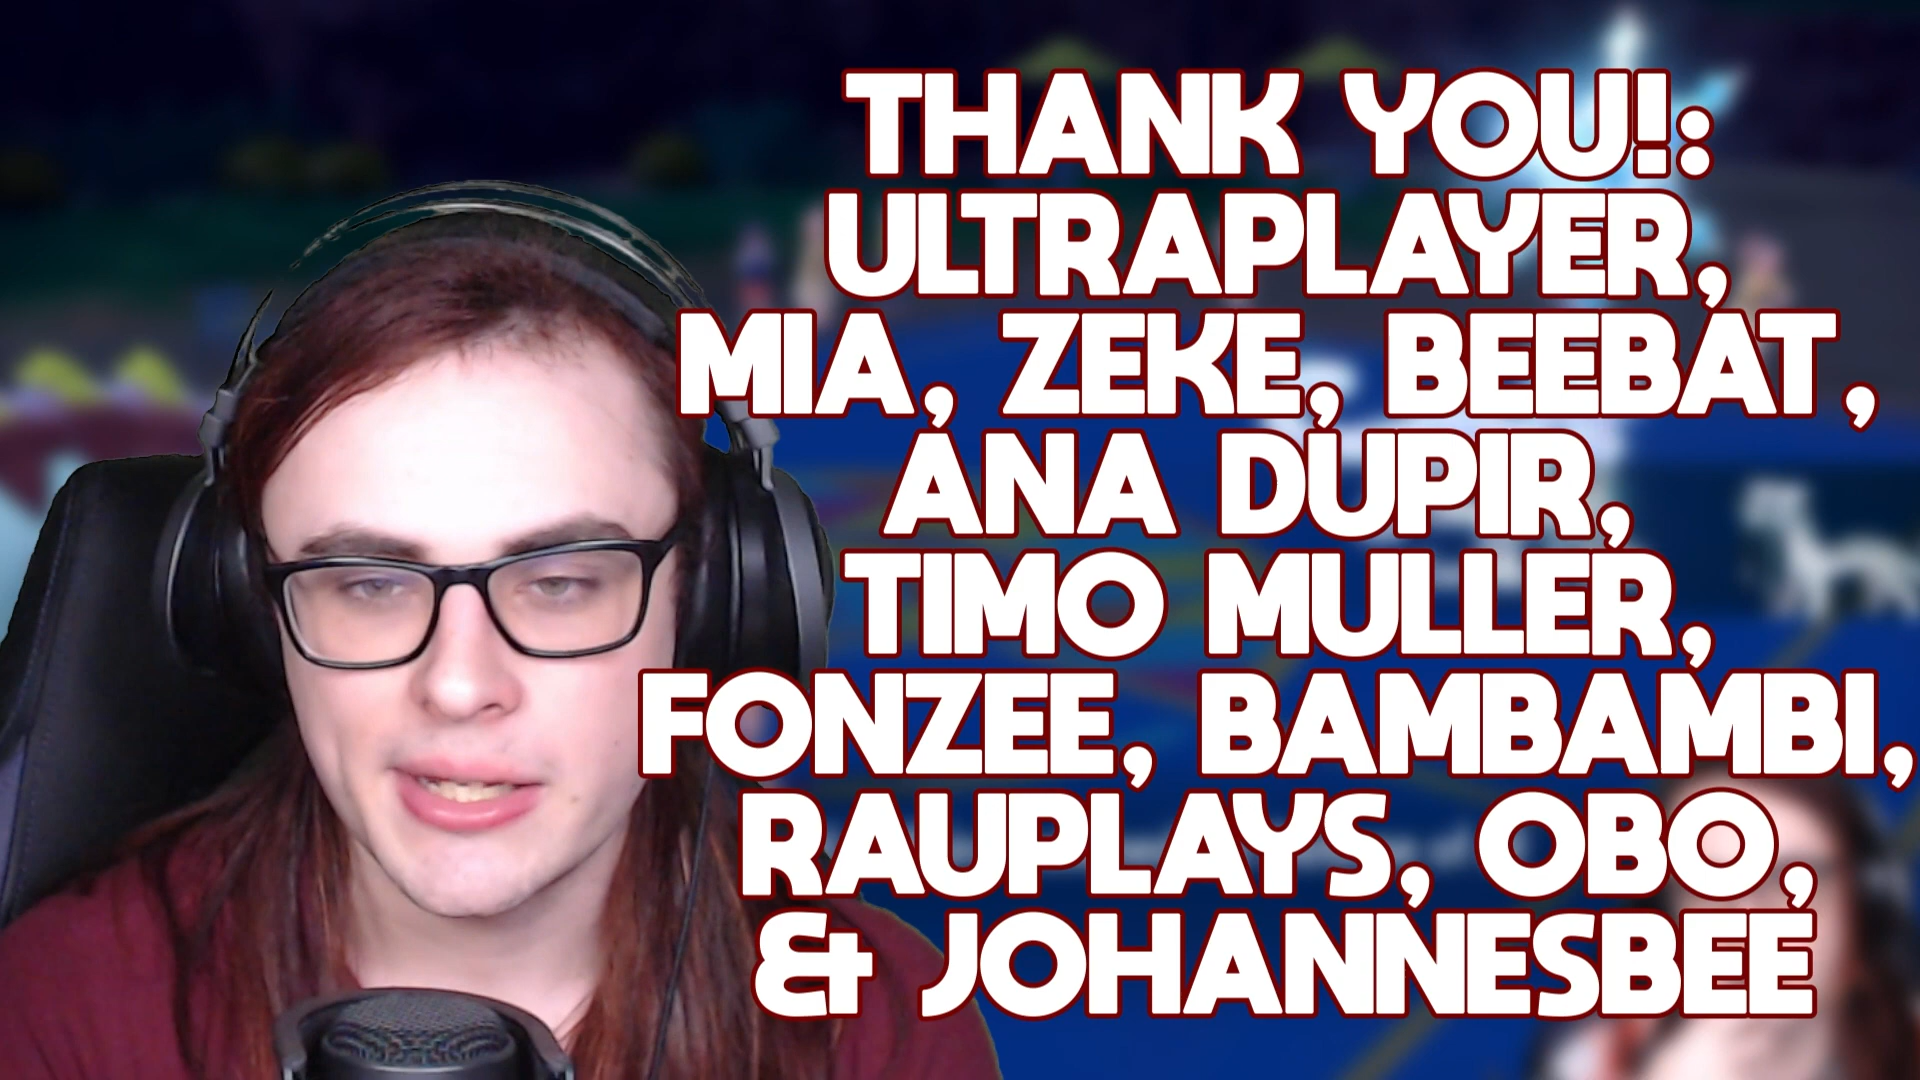 THANK YOU!:
ULTRAPLAYER,
MIA, ZEKE, BEEBAT,
ANA DUPIR,
TIMO MULLER,
FONZEE, BAMBAMBI,
RAUPLAYS, OBO,
& JOHANNESBEE